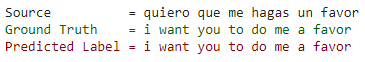 Source          = quiero que me hagas un favor
Ground Truth    = i want you to do me a favor
Predicted Label = i want you to do me a favor